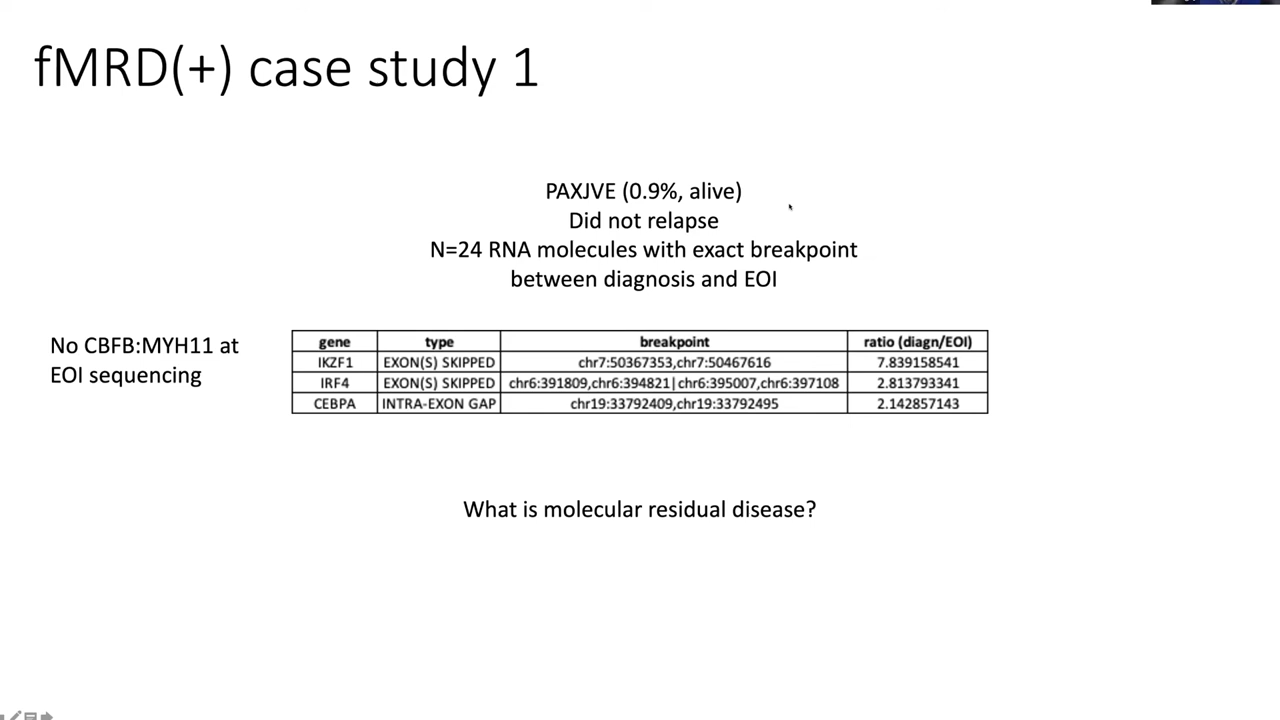 fMRD(+) case study 1
PAXJVE (0.9%, alive)
Did not relapse
N=24 RNA molecules with exact breakpoint
between diagnosis and EOI
No CBFB:MYH11 at
EOI sequencing
gene type breakpoint ratio (diagn/EOI)
IKZF1 EXON(S) SKIPPED chr7:50367353,chr7:50467616 7.839158541
IRF4 EXON(S) SKIPPED chr6:391809,chr6:394821|chr6:395007,chr6:397108 2.813793341
CEBPA INTRA-EXON GAP chr19:33792409,chr19:33792495 2.142857143
What is molecular residual disease?